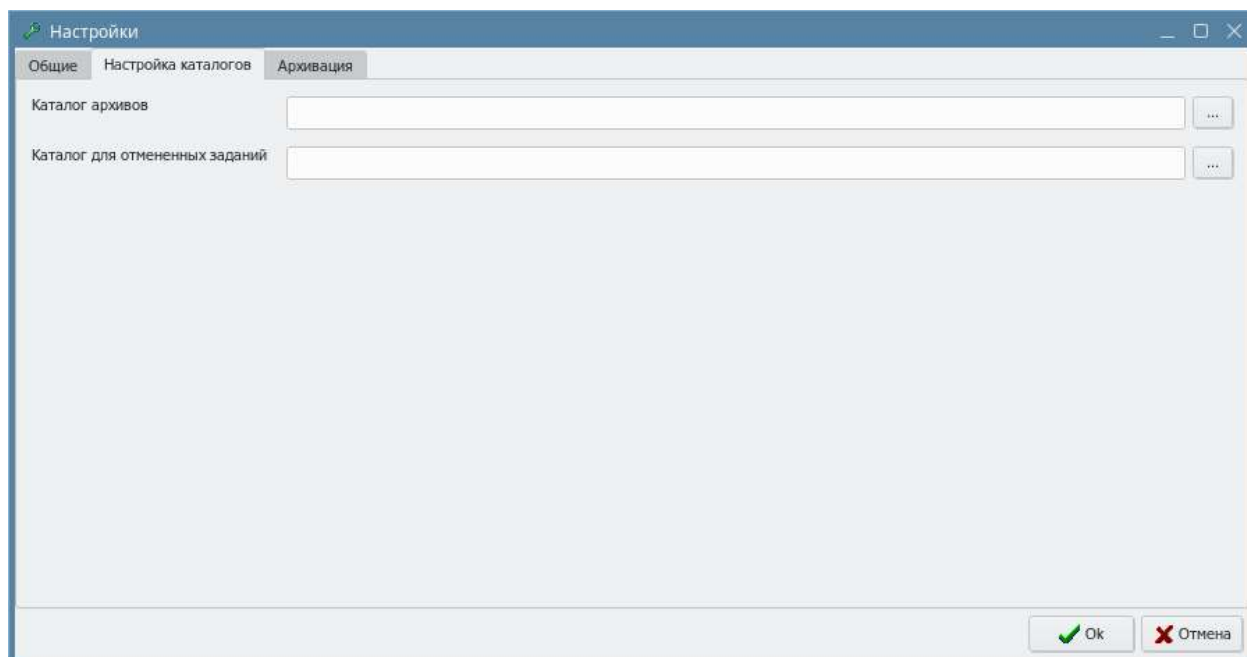 Настройки
Общие Настройка каталогов Архивация
Каталог архивов ...
Каталог для отмененных заданий ...
Ok Отмена